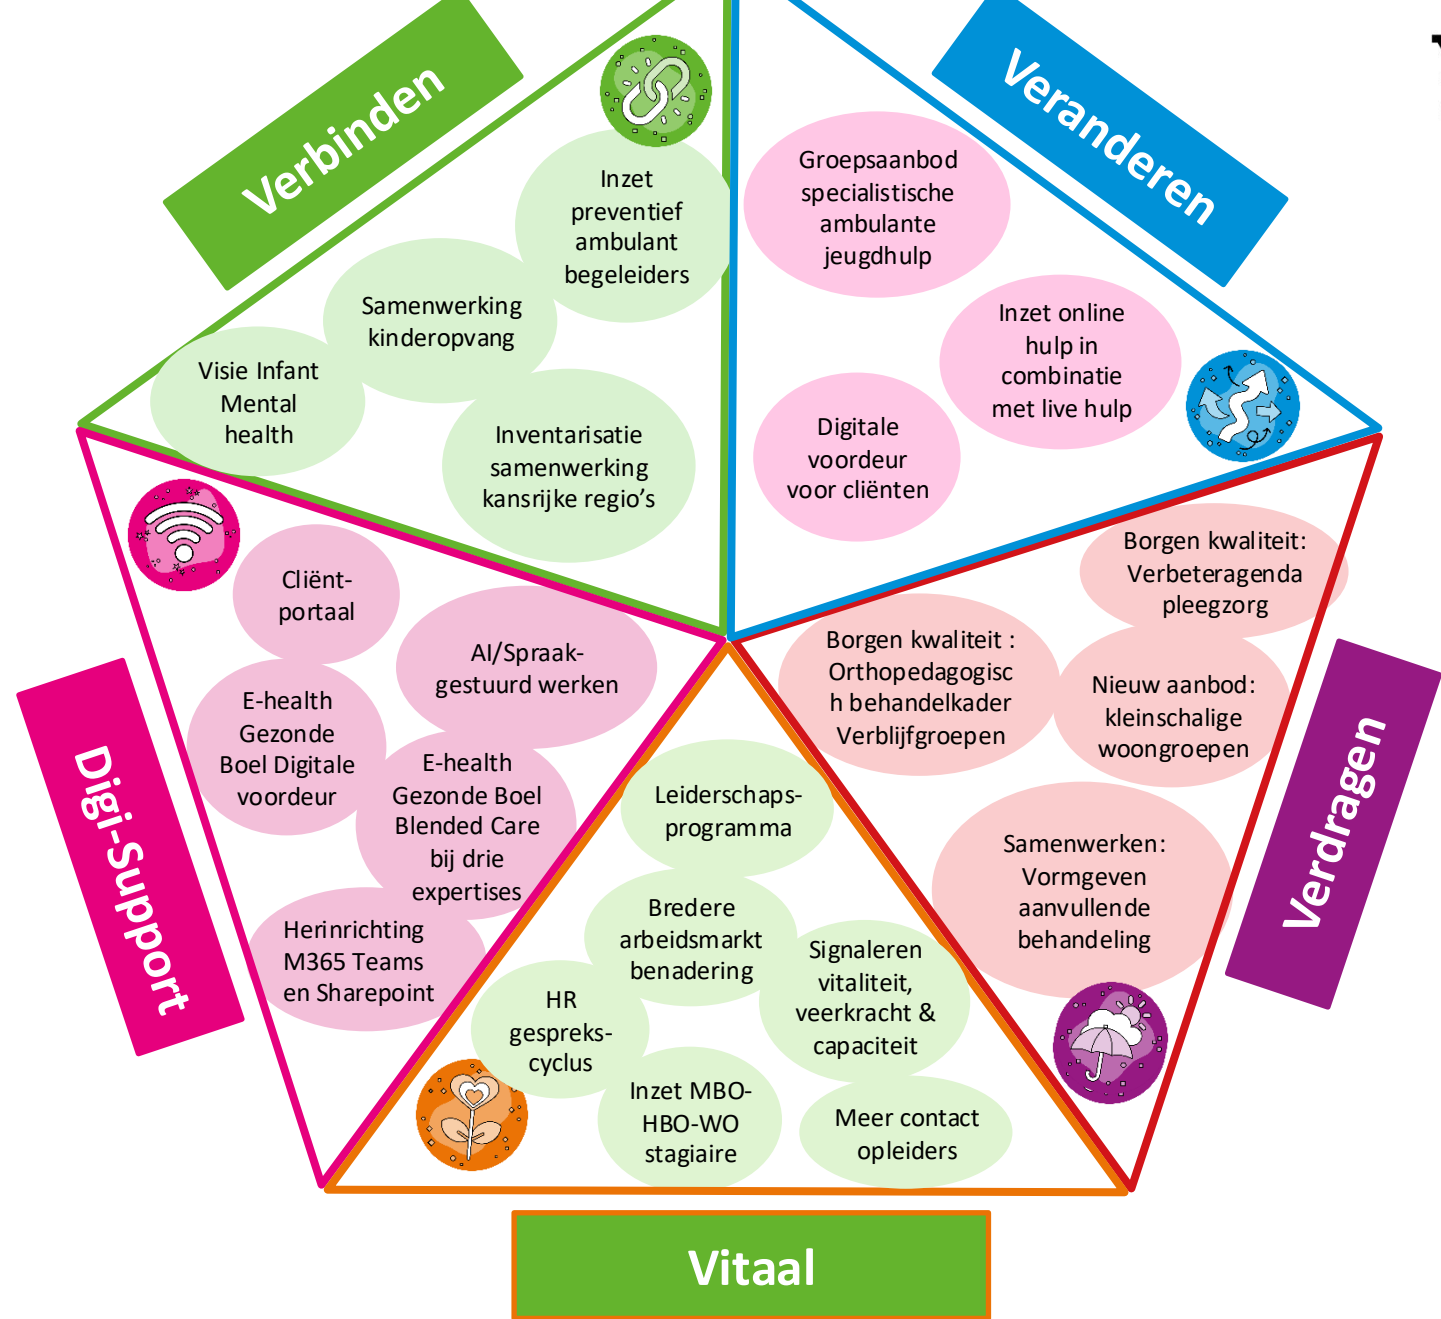 Verbinden
Inzet
preventief
ambulant
begeleiders
Samenwerking
kinderopvang
Visie Infant
Mental
health
Inventarisatie
samenwerking
kansrijke regio's
Veranderen
Groepsaanbod
specialistische
ambulante
jeugdhulp
Inzet online
hulp in
combinatie
met live hulp
Digitale
voordeur
voor cliënten
Digi-Support
Cliënt-
portaal
AI/Spraak-
gestuurd werken
E-health
Gezonde
Boel Digitale
voordeur
E-health
Gezonde Boel
Blended Care
bij drie
expertises
Herinrichting
M365 Teams
en Sharepoint
Verdragen
Borgen kwaliteit:
Verbeteragenda
pleegzorg
Borgen kwaliteit :
Orthopedagogisc
h behandelkader
Verblijfgroepen
Nieuw aanbod:
kleinschalige
woongroepen
Samenwerken:
Vormgeven
aanvullende
behandeling
Leiderschaps-
programma
Bredere
arbeidsmarkt
benadering
Signaleren
vitaliteit,
veerkracht &
capaciteit
HR
gespreks-
cyclus
Inzet MBO-
HBO-WO
stagiaire
Meer contact
opleiders
Vitaal